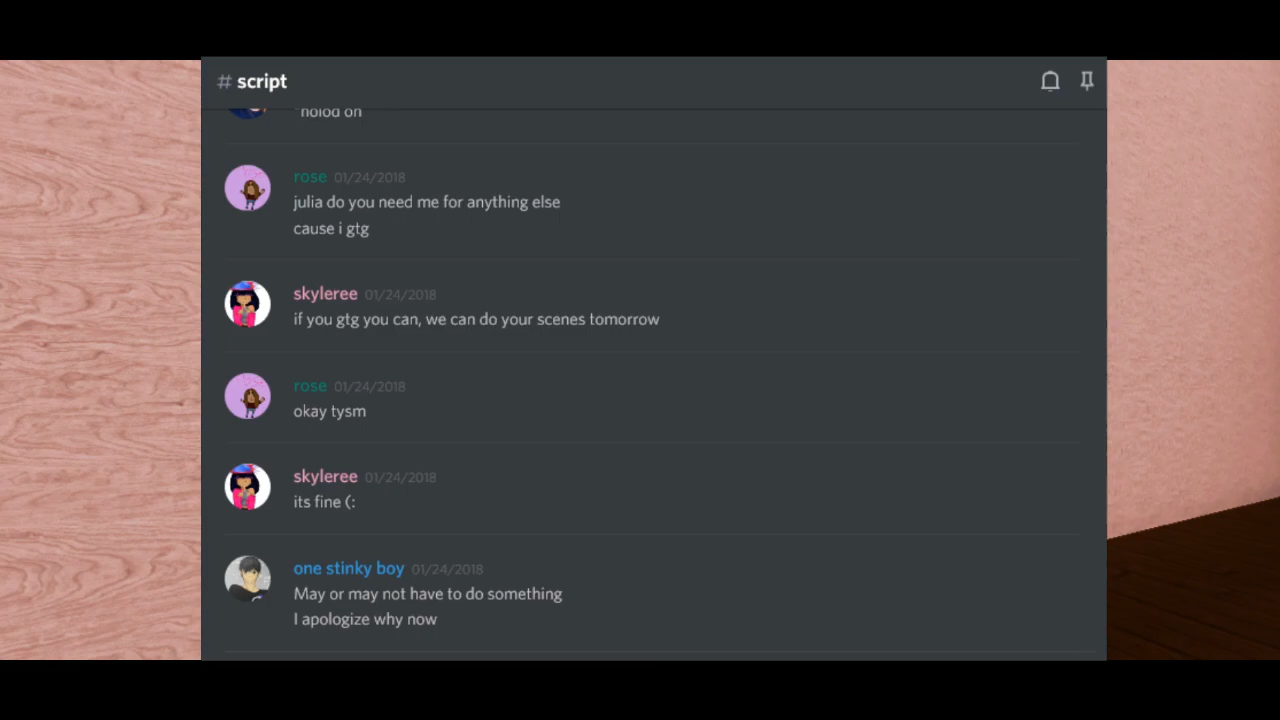 # script
*holod on
rose 01/24/2018
julia do you need me for anything else
cause i gtg
skyleree 01/24/2018
if you gtg you can, we can do your scenes tomorrow
rose 01/24/2018
okay tysm
skyleree 01/24/2018
its fine (:
one stinky boy 01/24/2018
May or may not have to do something
I apologize why now